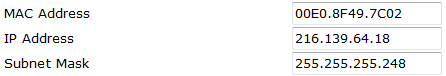 MAC Address 00E0.8F49.7C02
IP Address 216.139.64.18
Subnet Mask 255.255.255.248